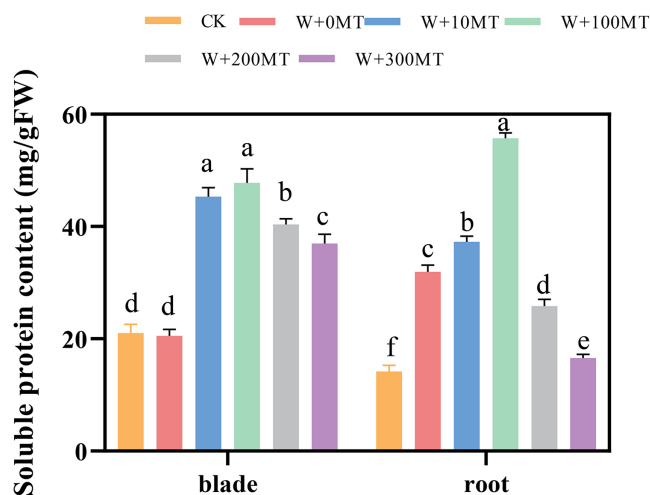 CK W+0MT W+10MT W+100MT
W+200MT W+300MT
Soluble protein content (mg/gFW)
60
40
20
0
d d a a b c
f c b a d e
blade root